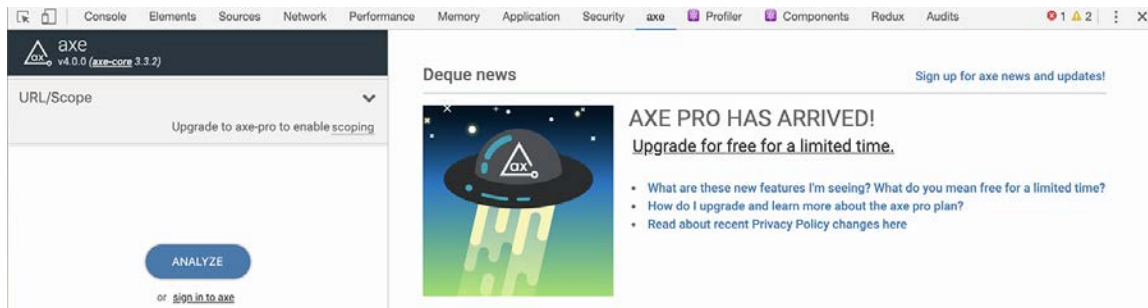 Console Elements Sources Network Performance Memory Application Security axe Profiler Components Redux Audits 1 2
axe
v4.0.0 (axe-core 3.3.2)
URL/Scope
Upgrade to axe-pro to enable scoping
ANALYZE
or sign in to axe
Deque news
Sign up for axe news and updates!
ax
AXE PRO HAS ARRIVED!
Upgrade for free for a limited time.
• What are these new features I'm seeing? What do you mean free for a limited time?
• How do I upgrade and learn more about the axe pro plan?
• Read about recent Privacy Policy changes here